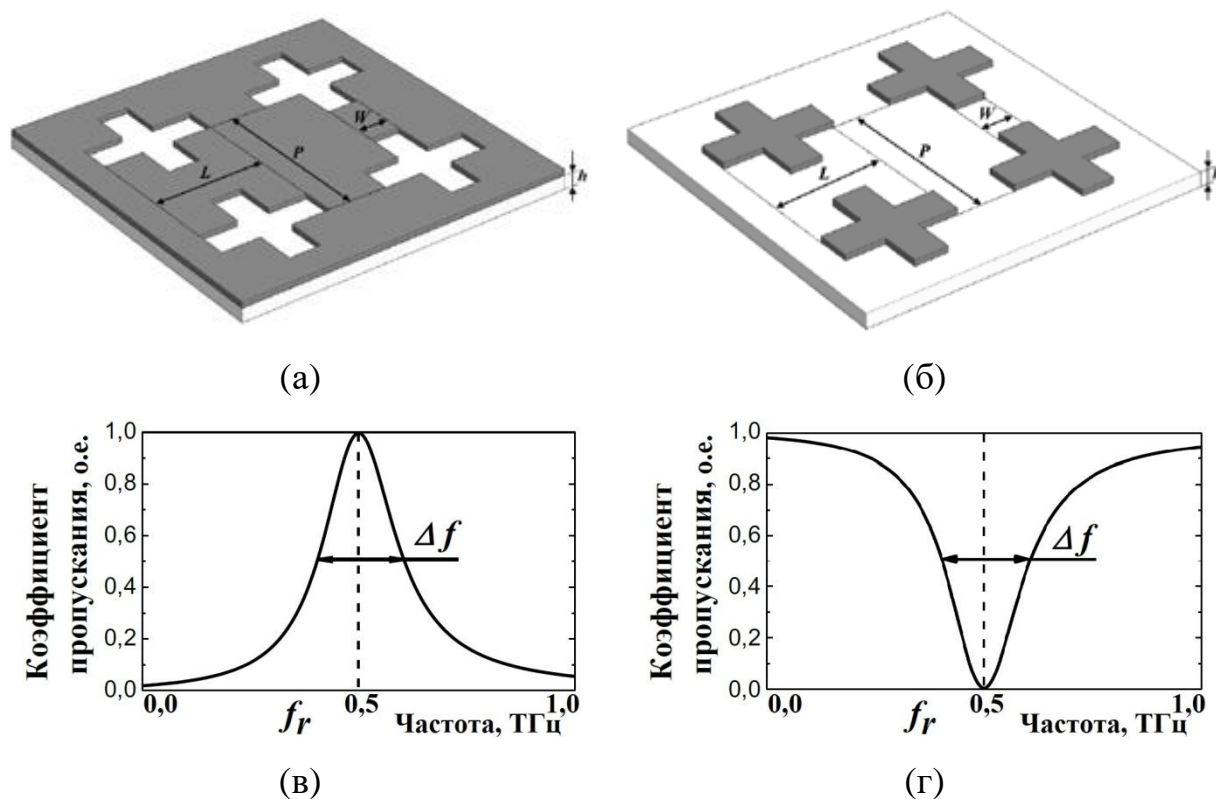 W
P
L
h
W
P
L
(а)
(б)
Коэффициент
пропускания, о.е.
1,0
0,8
0,6
0,4
0,2
0,0
Δf
0,0
0,5
1,0
f_r
Частота, ТГц
Коэффициент
пропускания, о.е.
1,0
0,8
0,6
0,4
0,2
0,0
Δf
0,0
0,5
1,0
f_r
Частота, ТГц
(в)
(г)